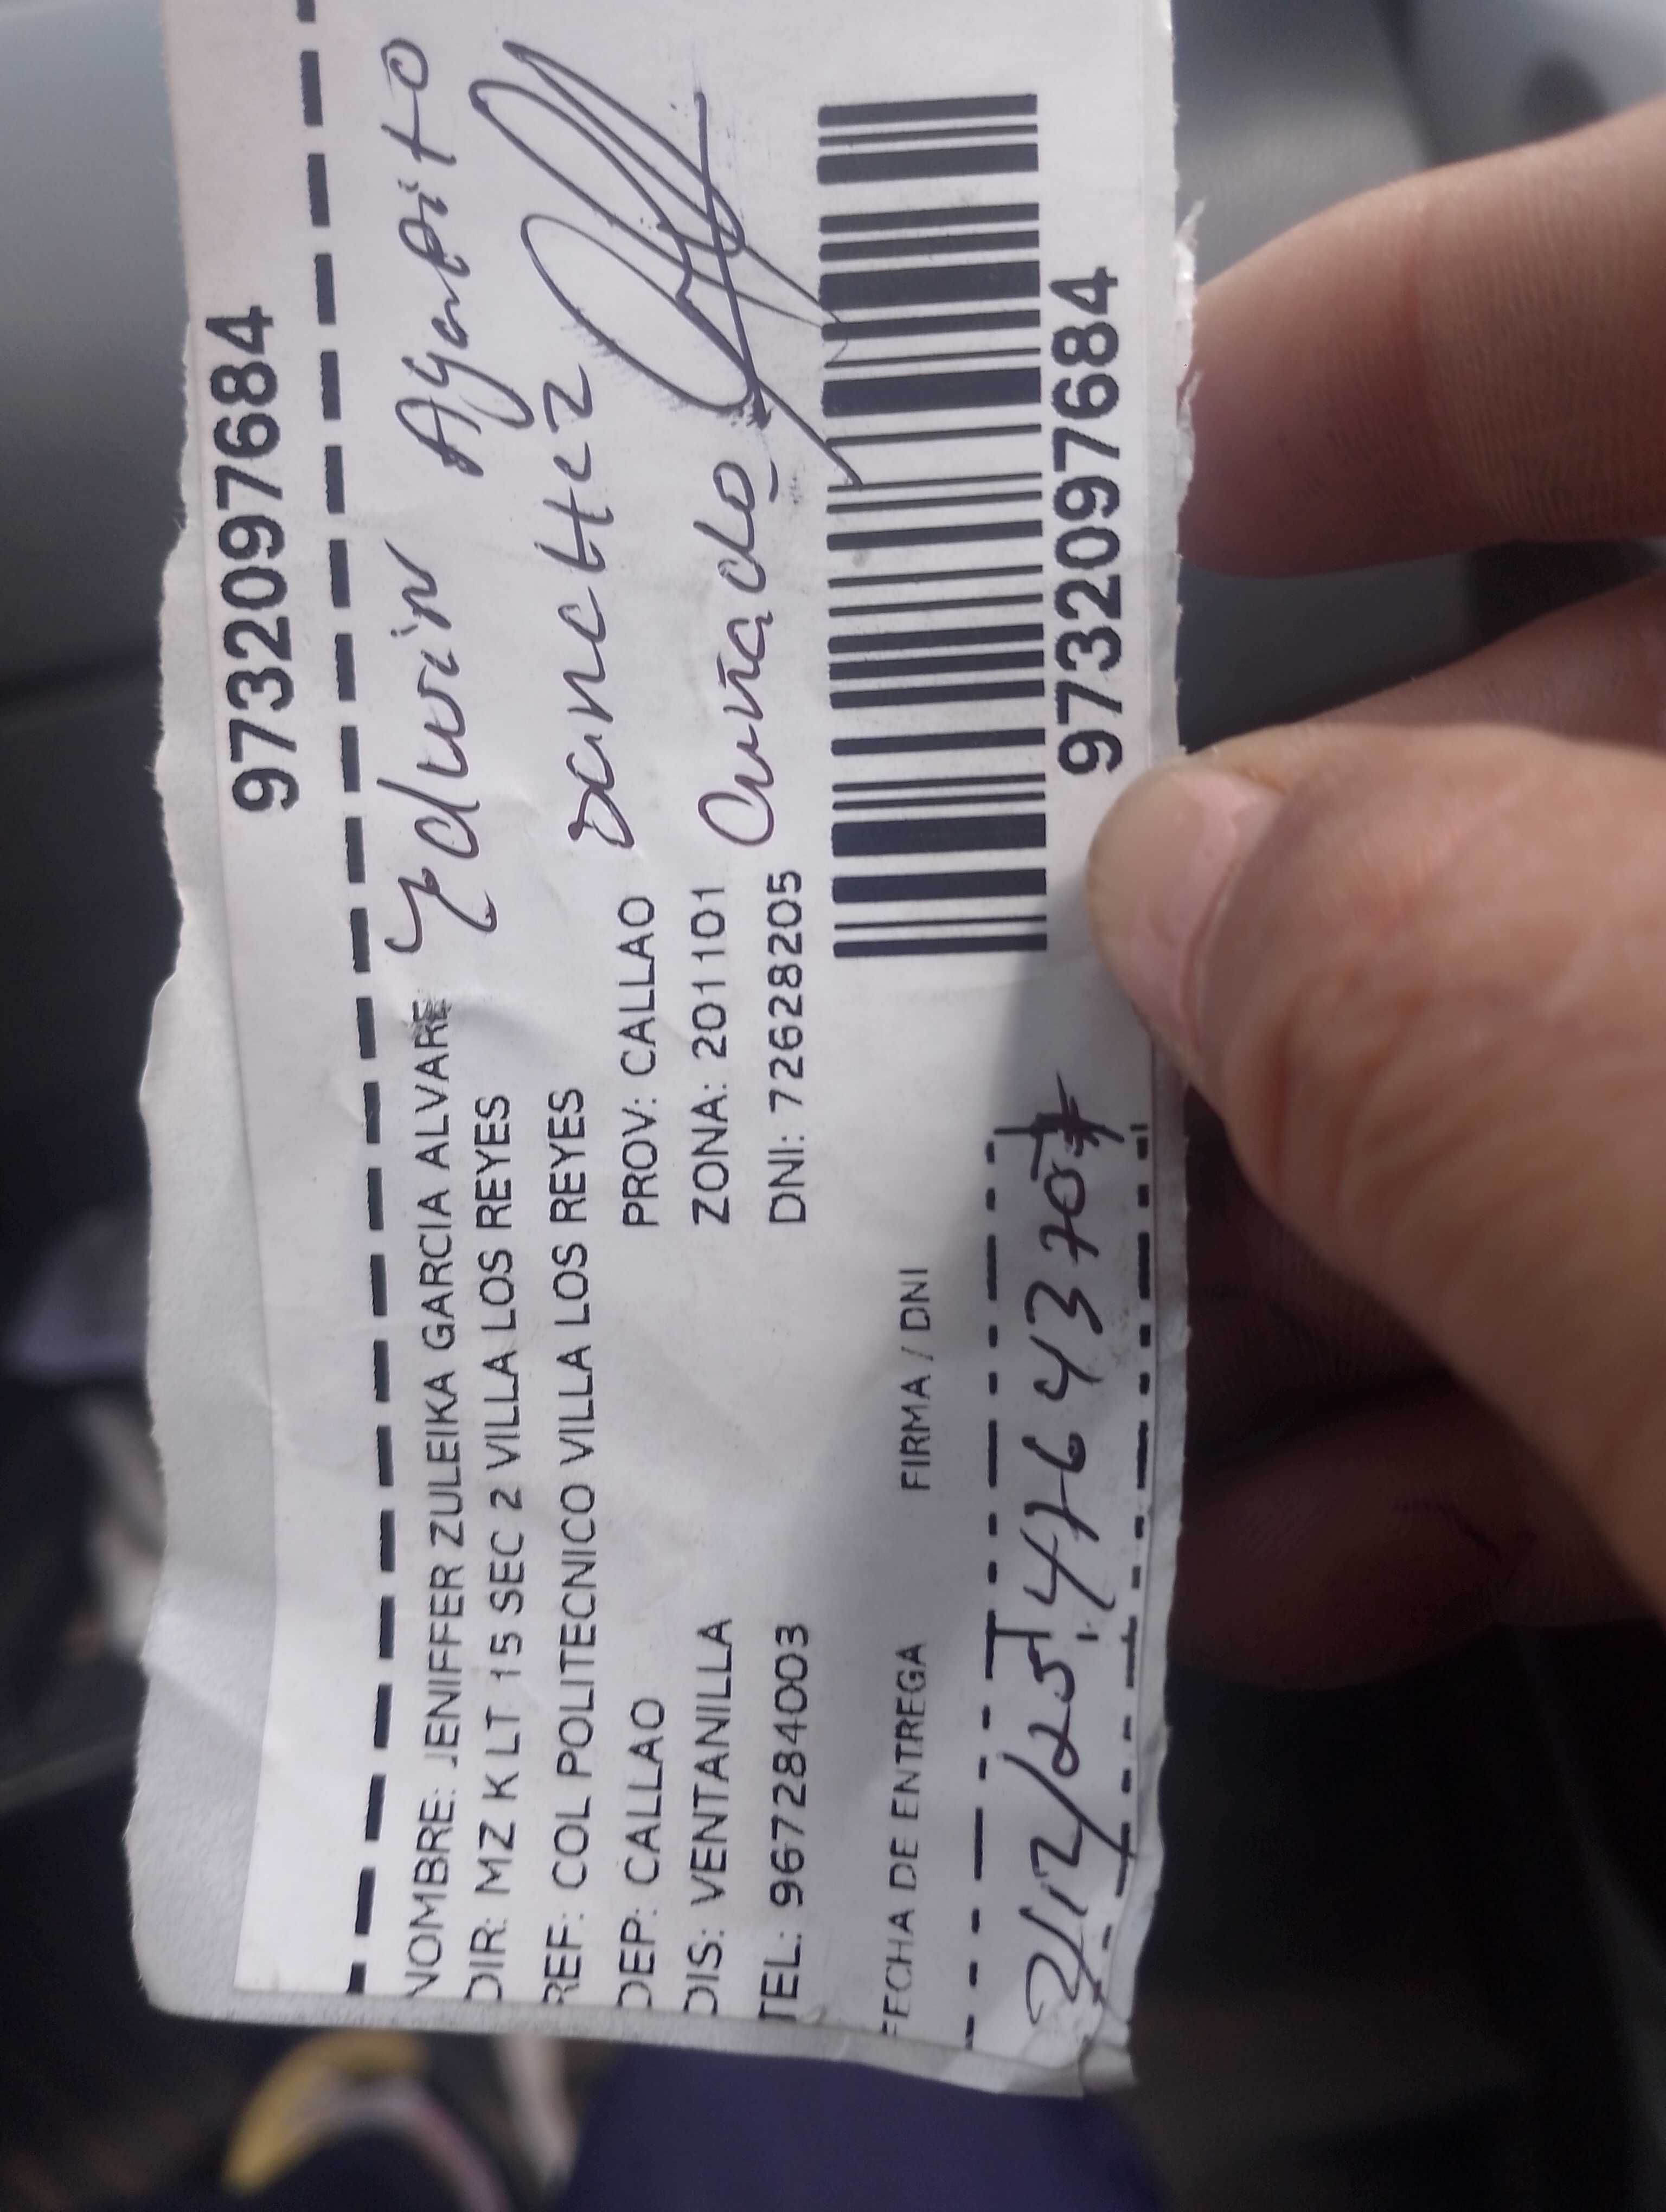 9732097684
NOMBRE: JENIFFER ZULEIKA GARCIA ALVARE
Edwin Agapito
DIR: MZ K LT 15 SEC 2 VILLA LOS REYES
REF: COL POLITECNICO VILLA LOS REYES
sancHez
DEP: CALLAO PROV: CALLAO
DIS: VENTANILLA ZONA: 201101
Cuñado
TEL: 967284003 DNI: 72628205
FECHA DE ENTREGA FIRMA / DNI
9732097684